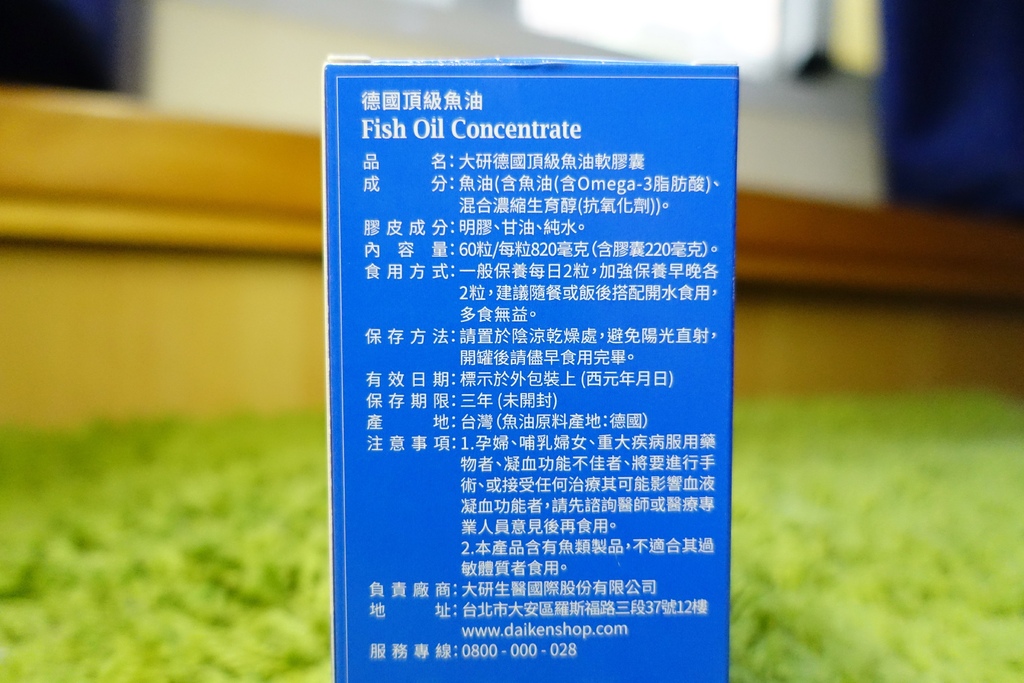 德國頂級魚油
Fish Oil Concentrate
品名：大研德國頂級魚油軟膠囊
成分：魚油(含魚油(含Omega-3脂肪酸)、
混合濃縮生育醇(抗氧化劑))。
膠皮成分：明膠、甘油、純水。
內容量：60粒/每粒820毫克(含膠囊220毫克)。
食用方式：一般保養每日2粒，加強保養早晚各
2粒，建議隨餐或飯後搭配開水食用，
多食無益。
保存方法：請置於陰涼乾燥處，避免陽光直射，
開罐後請儘早食用完畢。
有效日期：標示於外包裝上 (西元年月日)
保存期限：三年 (未開封)
產地：台灣 (魚油原料產地：德國)
注意事項：1.孕婦、哺乳婦女、重大疾病服用藥
物者、凝血功能不佳者、將要進行手
術、或接受任何治療其可能影響血液
凝血功能者，請先諮詢醫師或醫療專
業人員意見後再食用。
2.本產品含有魚類製品，不適合其過
敏體質者食用。
負責廠商：大研生醫國際股份有限公司
地址：台北市大安區羅斯福路三段37號12樓
www.daikenshop.com
服務專線：0800 - 000 - 028